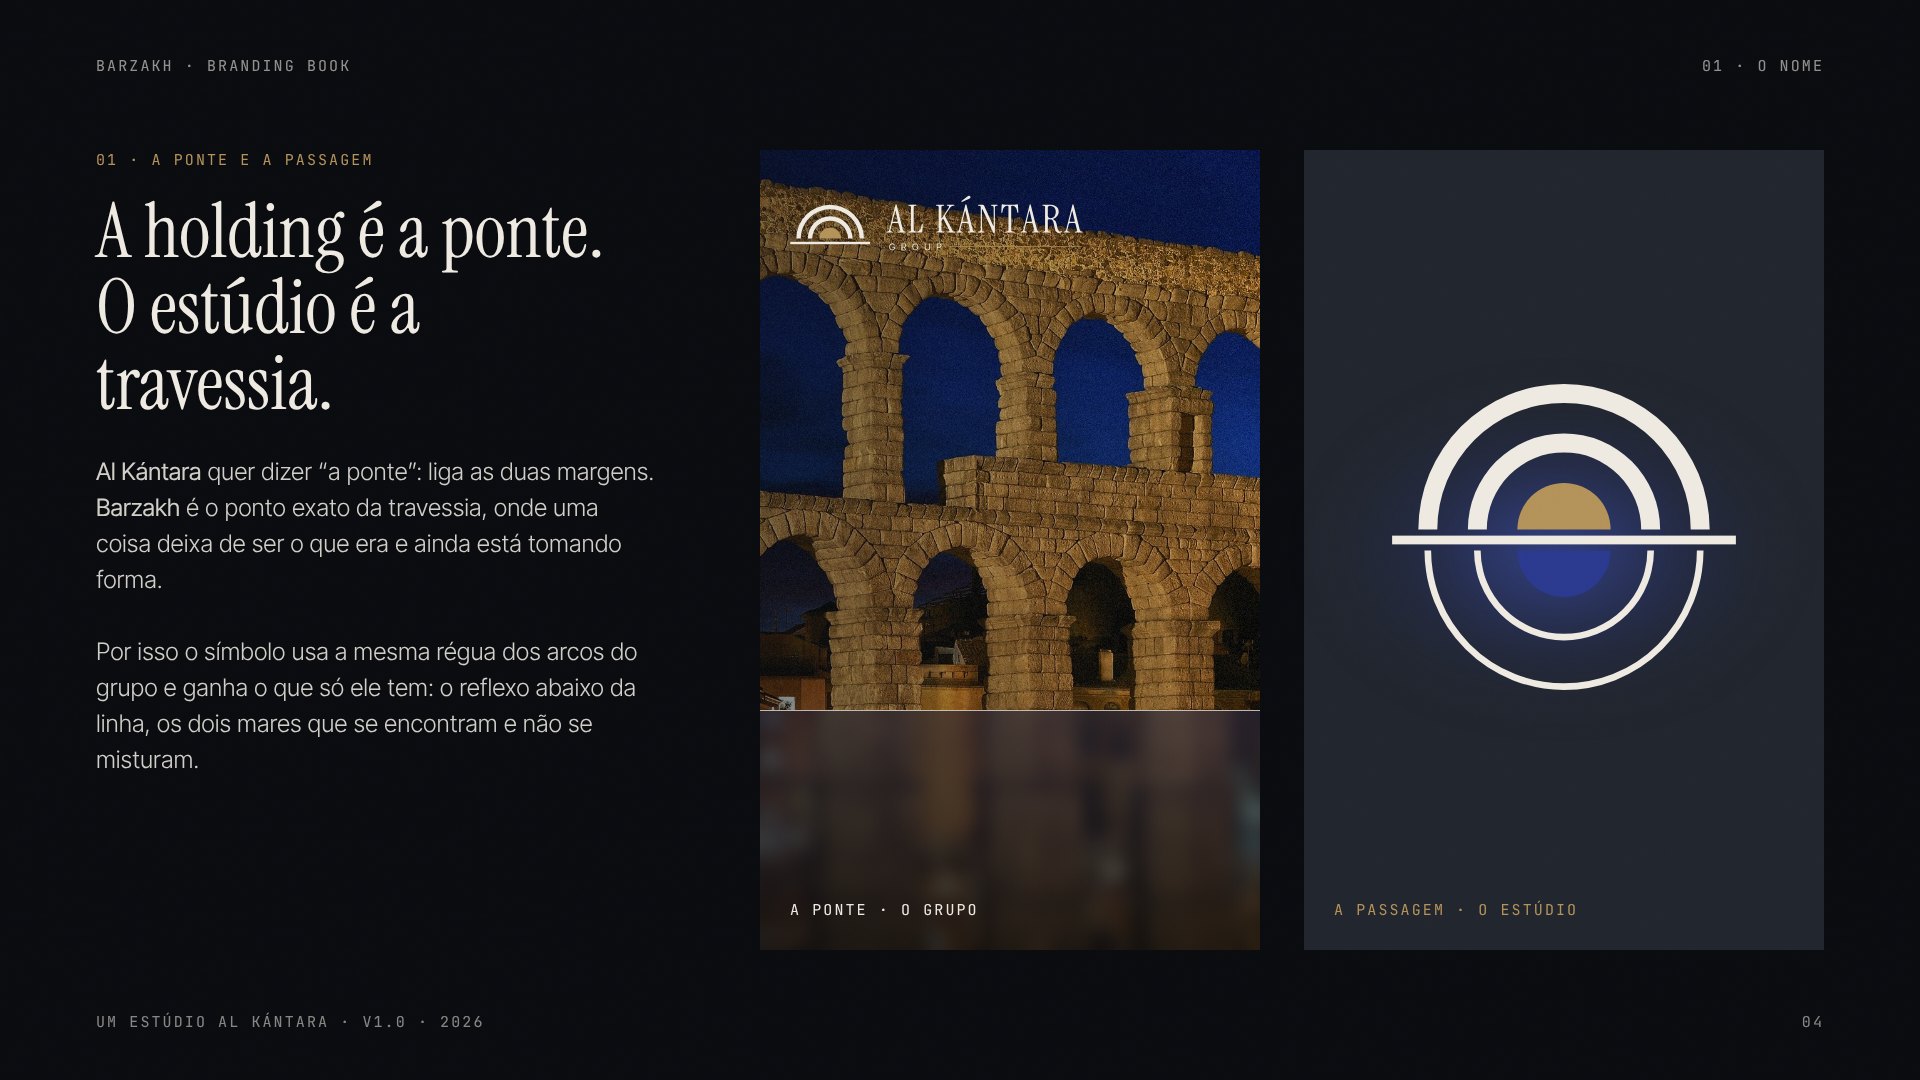 BARZAKH · BRANDING BOOK
01 · O NOME
01 · A PONTE E A PASSAGEM
A holding é a ponte.
O estúdio é a
travessia.
Al Kántara quer dizer “a ponte”: liga as duas margens.
Barzakh é o ponto exato da travessia, onde uma
coisa deixa de ser o que era e ainda está tomando
forma.
Por isso o símbolo usa a mesma régua dos arcos do
grupo e ganha o que só ele tem: o reflexo abaixo da
linha, os dois mares que se encontram e não se
misturam.
AL KÁNTARA
GROUP
A PONTE · O GRUPO
A PASSAGEM · O ESTÚDIO
UM ESTÚDIO AL KÁNTARA · V1.0 · 2026
04